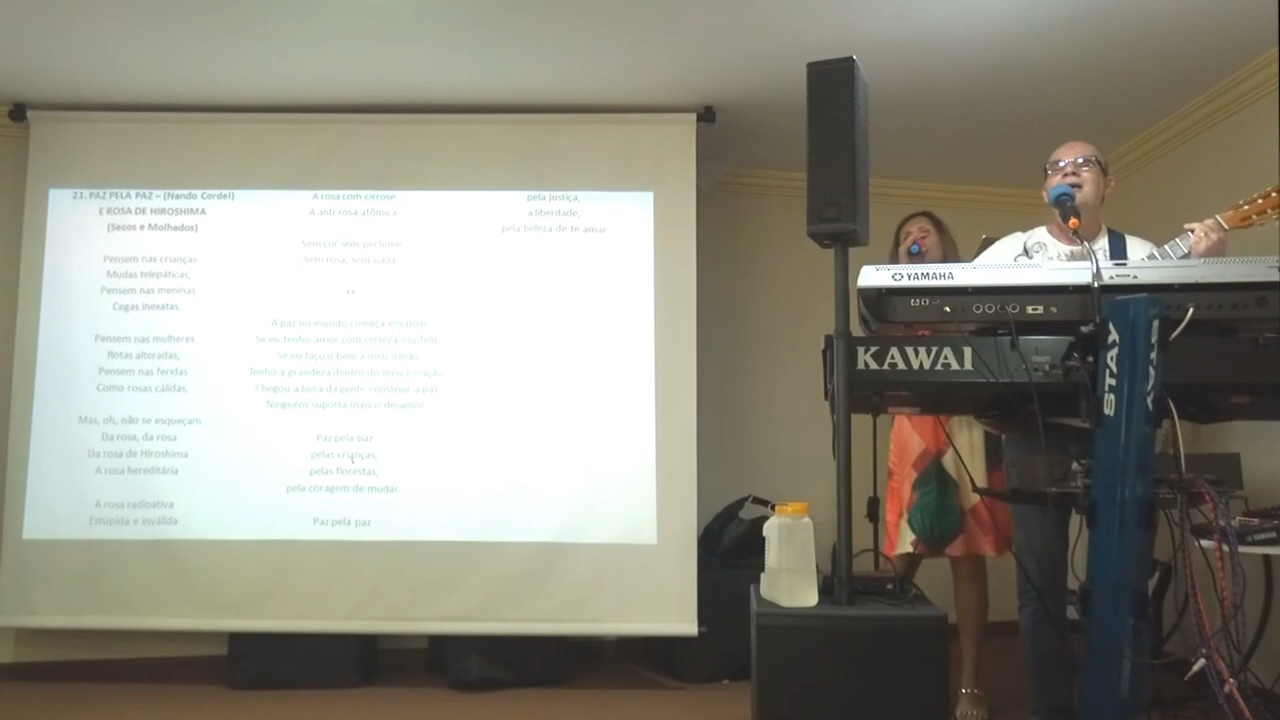 21. PAZ PELA PAZ – (Nando Cordel)
E ROSA DE HIROSHIMA
(Secos e Molhados)
Pensem nas crianças
Mudas telepáticas,
Pensem nas meninas
Cegas inexatas,
Pensem nas mulheres
Rotas alteradas,
Pensem nas feridas
Como rosas cálidas,
Mas, oh, não se esqueçam
Da rosa, da rosa
Da rosa de Hiroshima
A rosa hereditária
A rosa radioativa
Estúpida e inválida
A rosa com cirrose
A anti rosa atômica
Sem cor sem perfume
Sem rosa, sem nada
**
A paz no mundo começa em mim
Se eu tenho amor com certeza sou feliz
Se eu faço o bem a meu irmão
Tenho a grandeza dentro do meu coração
Chegou a hora da gente construir a paz
Ninguém suporta mais o desamor
Paz pela paz
pelas crianças,
pelas florestas,
pela coragem de mudar
Paz pela paz
pela justiça,
a liberdade,
pela beleza de te amar
YAMAHA
KAWAI
STAY
STAY
YAMAHA